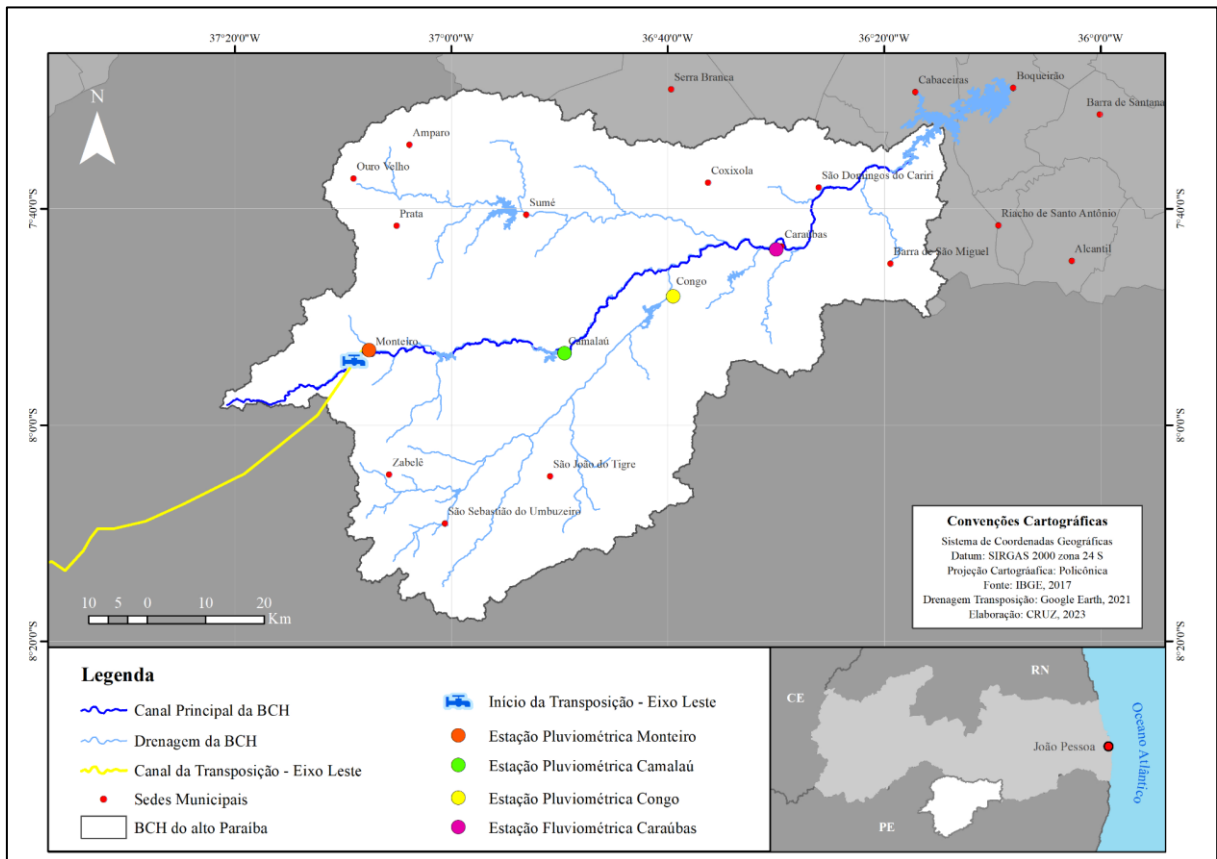 37°20'0"W
37°0'0"W
36°40'0"W
36°20'0"W
36°0'0"W
N
Serra Branca
Cabaceiras
Boqueirão
Barra de Santana
Amparo
Ouro Velho
Coxixola
São Domingos do Cariri
7°40'0"S
7°40'0"S
Prata
Sumé
Riacho de Santo Antônio
Caraúbas
Barra de São Miguel
Alcantil
Congo
Monteiro
Camalaú
8°0'0"S
8°0'0"S
Zabelê
São João do Tigre
São Sebastião do Umbuzeiro
Convenções Cartográficas
Sistema de Coordenadas Geográficas
Datum: SIRGAS 2000 zona 24 S
Projeção Cartográafica: Policônica
Fonte: IBGE, 2017
Drenagem Transposição: Google Earth, 2021
Elaboração: CRUZ, 2023
10 5 0 10 20
Km
8°20'0"S
8°20'0"S
Legenda
Canal Principal da BCH
Drenagem da BCH
Canal da Transposição - Eixo Leste
Sedes Municipais
BCH do alto Paraíba
Início da Transposição - Eixo Leste
Estação Pluviométrica Monteiro
Estação Pluviométrica Camalaú
Estação Pluviométrica Congo
Estação Fluviométrica Caraúbas
RN
CE
João Pessoa
Oceano Atlântico
PE